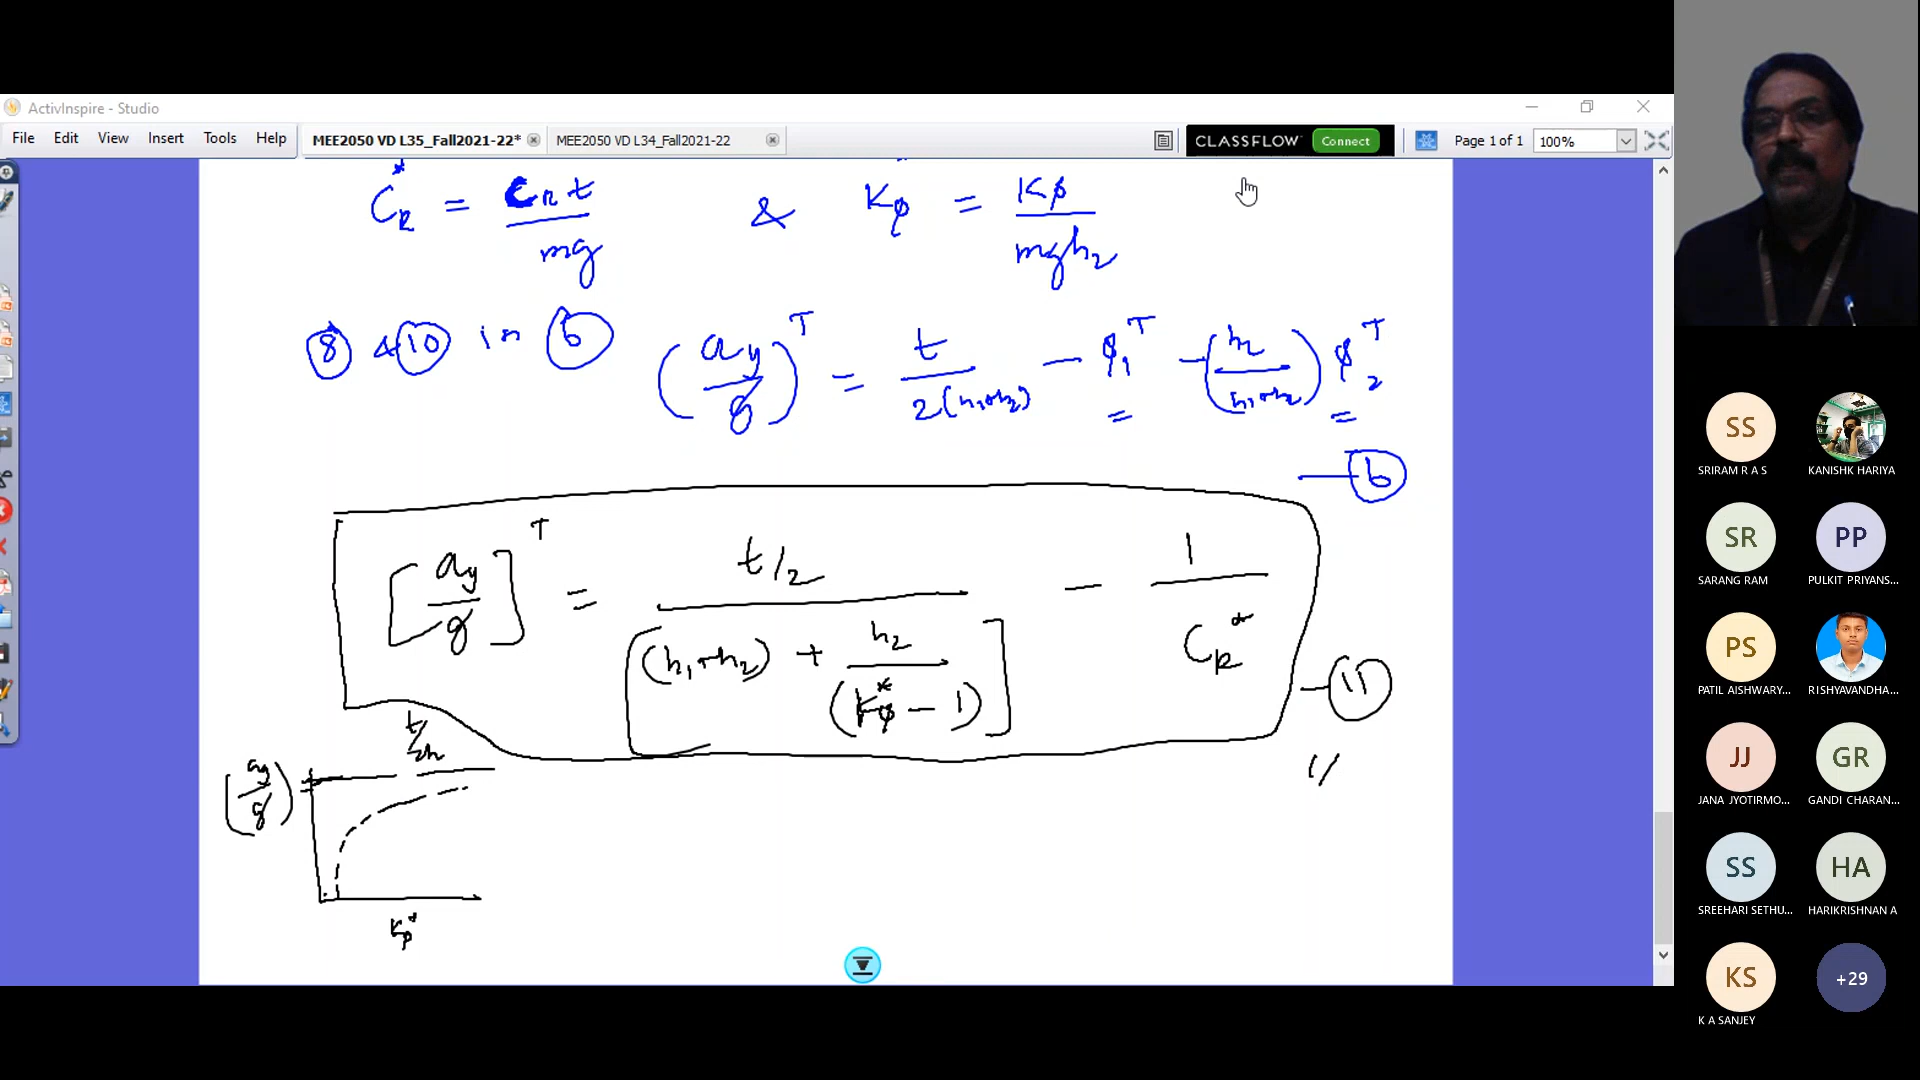 ActivInspire - Studio
File Edit View Insert Tools Help
MEE2050 VD L35_Fall2021-22*
MEE2050 VD L34_Fall2021-22
CLASSFLOW Connect
Page 1 of 1
100%
C_R^* = C_R t / mg & K_φ^* = K_φ / mgh_2
(8) & (10) in (6) (a_y/g)^T = t / 2(h_1+h_2) - φ_1^T - (h_2 / h_1+h_2) φ_2^T
— (6)
[a_y/g]^T = t/2 / [(h_1+h_2) + h_2 / (K_φ^* - 1)] - 1 / C_R^* — (11)
t/2h
(a_y/g)
K_φ^*
SS
SRIRAM R A S
KANISHK HARIYA
SR
SARANG RAM
PP
PULKIT PRIYANS...
PS
PATIL AISHWARY...
RISHYAVANDHA...
JJ
JANA JYOTIRMO...
GR
GANDI CHARAN...
SS
SREEHARI SETHU...
HA
HARIKRISHNAN A
KS
K A SANJEY
+29